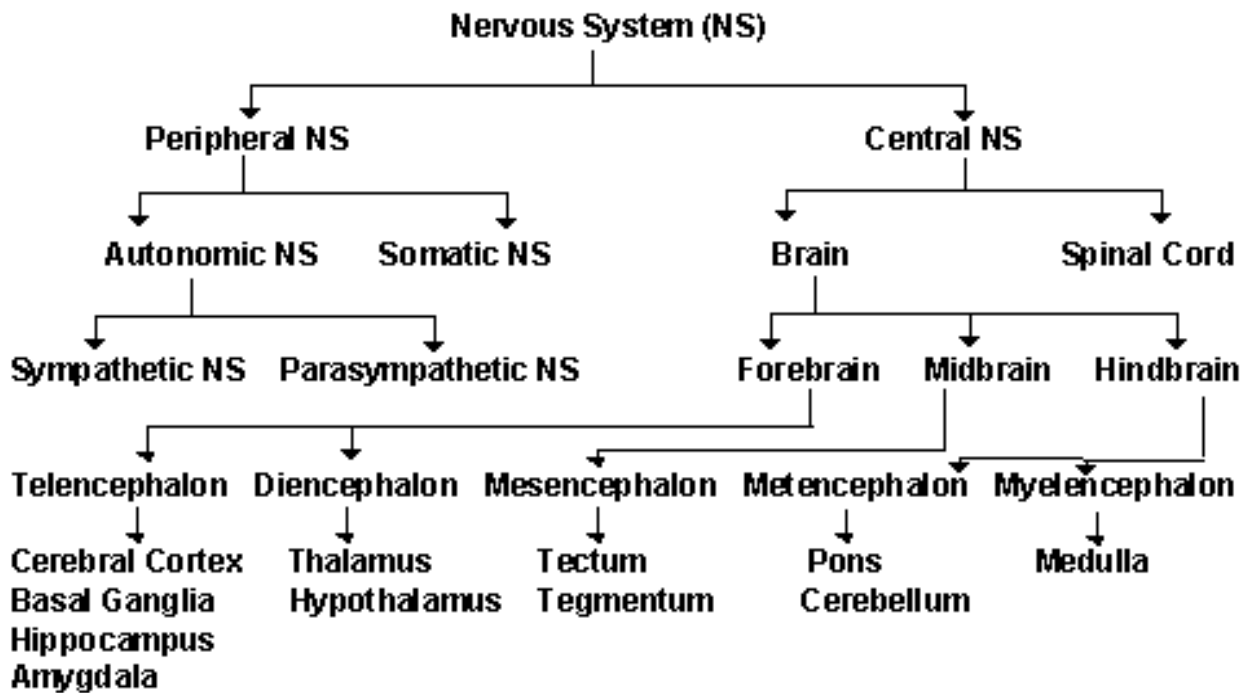 Nervous System (NS)
Peripheral NS Central NS
Autonomic NS Somatic NS Brain Spinal Cord
Sympathetic NS Parasympathetic NS Forebrain Midbrain Hindbrain
Telencephalon Diencephalon Mesencephalon Metencephalon Myelencephalon
Cerebral Cortex Thalamus Tectum Pons Medulla
Basal Ganglia Hypothalamus Tegmentum Cerebellum
Hippocampus
Amygdala